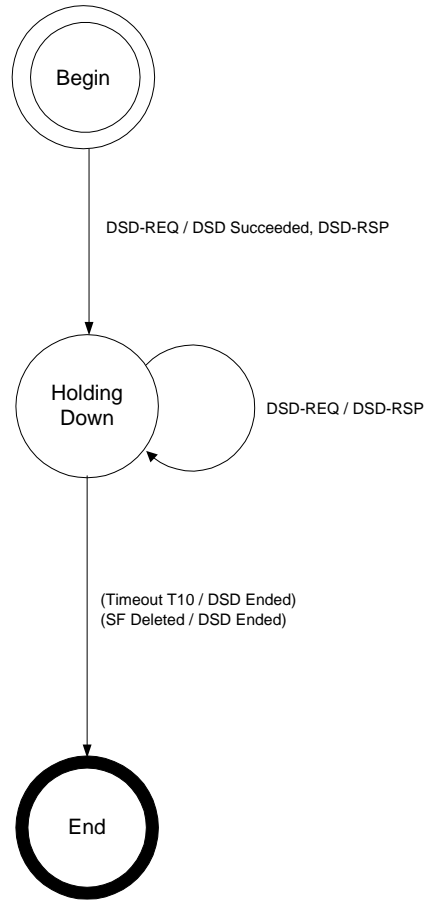 Begin
DSD-REQ / DSD Succeeded, DSD-RSP
Holding
Down
DSD-REQ / DSD-RSP
(Timeout T10 / DSD Ended)
(SF Deleted / DSD Ended)
End